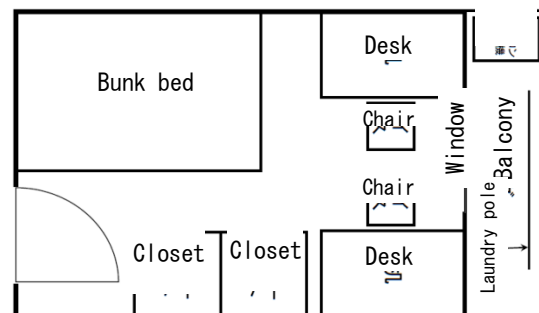 Bunk bed
Desk
Chair
Chair
Desk
Closet
Closet
Window
Balcony
Laundry pole